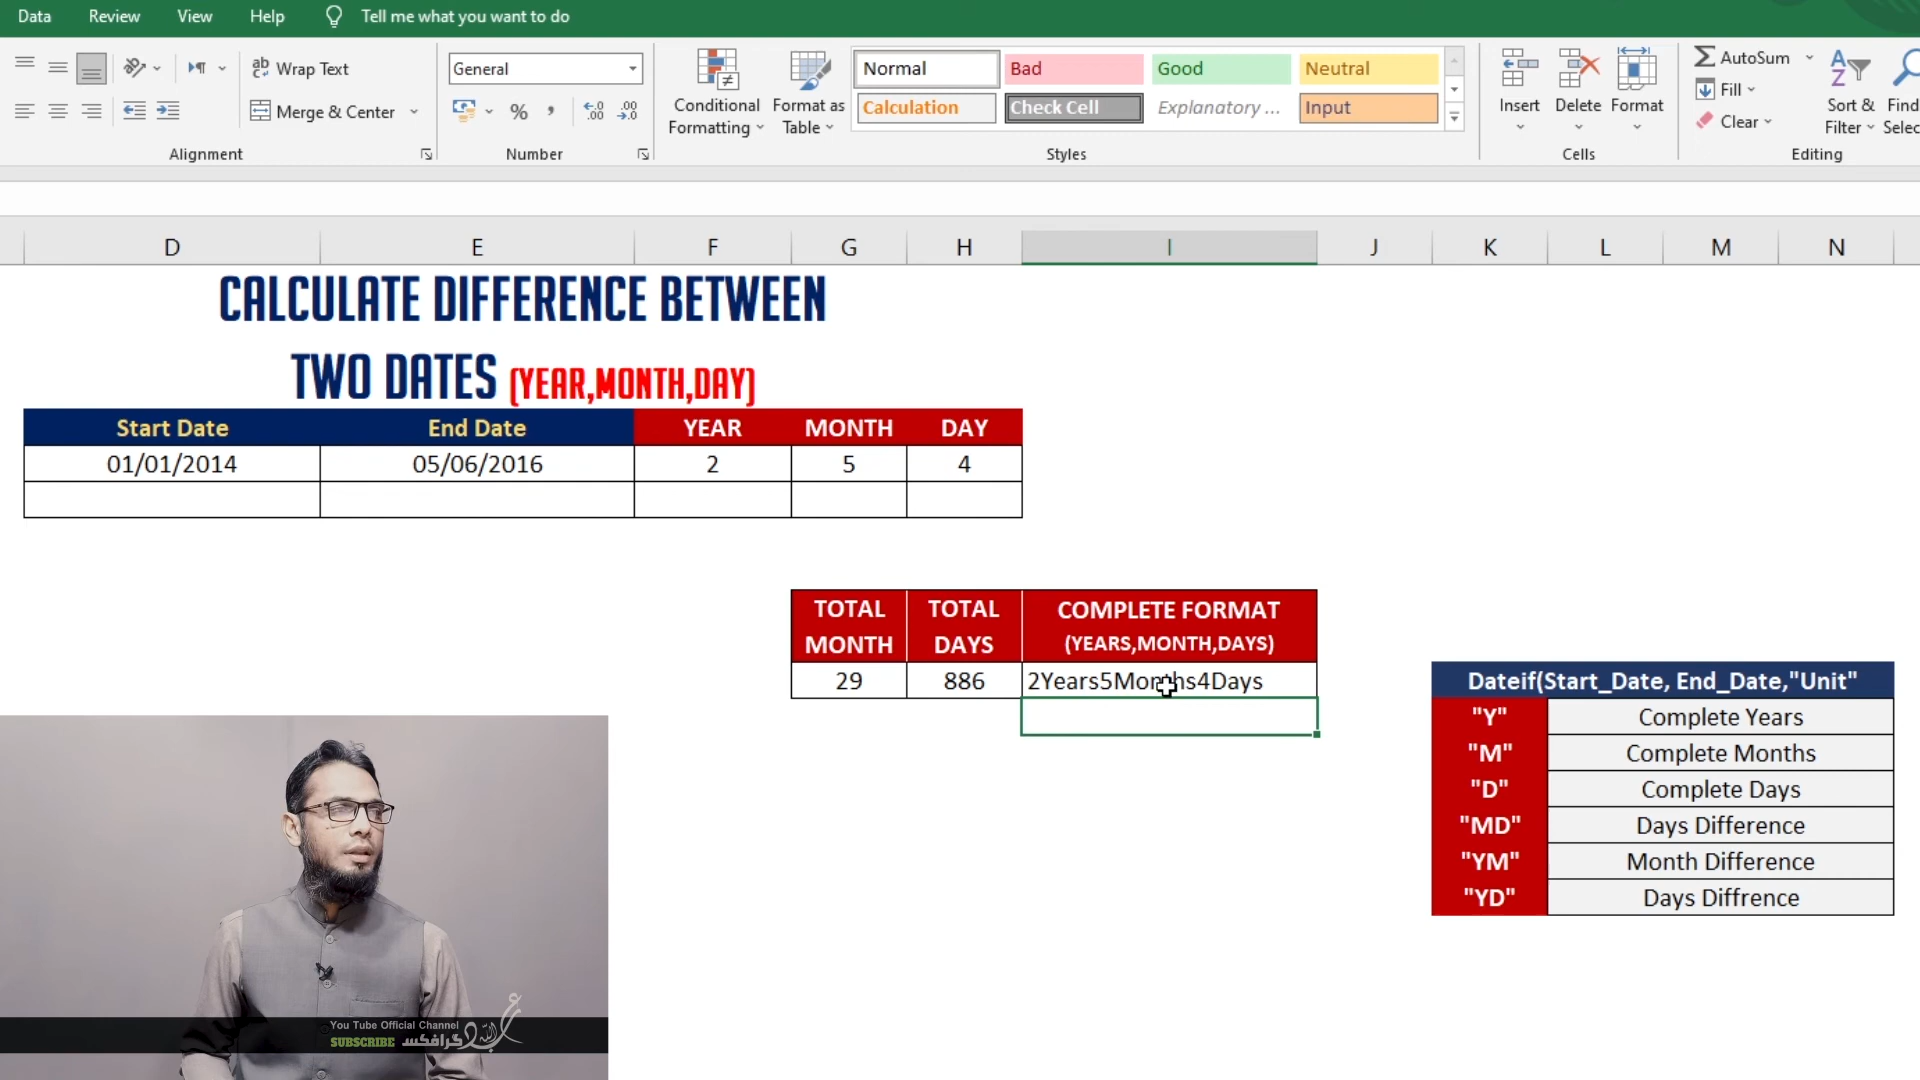 Data Review View Help Tell me what you want to do
Wrap Text General Normal Bad Good Neutral AutoSum
Merge & Center % Conditional Formatting Format as Table Calculation Check Cell Explanatory ... Input Insert Delete Format Fill Clear Sort & Filter Find Selec
Alignment Number Styles Cells Editing
D E F G H I J K L M N
CALCULATE DIFFERENCE BETWEEN
TWO DATES (YEAR,MONTH,DAY)
Start Date End Date YEAR MONTH DAY
01/01/2014 05/06/2016 2 5 4
TOTAL MONTH TOTAL DAYS COMPLETE FORMAT
(YEARS,MONTH,DAYS)
29 886 2Years5Months4Days
Dateif(Start_Date, End_Date,"Unit"
"Y" Complete Years
"M" Complete Months
"D" Complete Days
"MD" Days Difference
"YM" Month Difference
"YD" Days Diffrence
You Tube Official Channel
SUBSCRIBE گرافکس